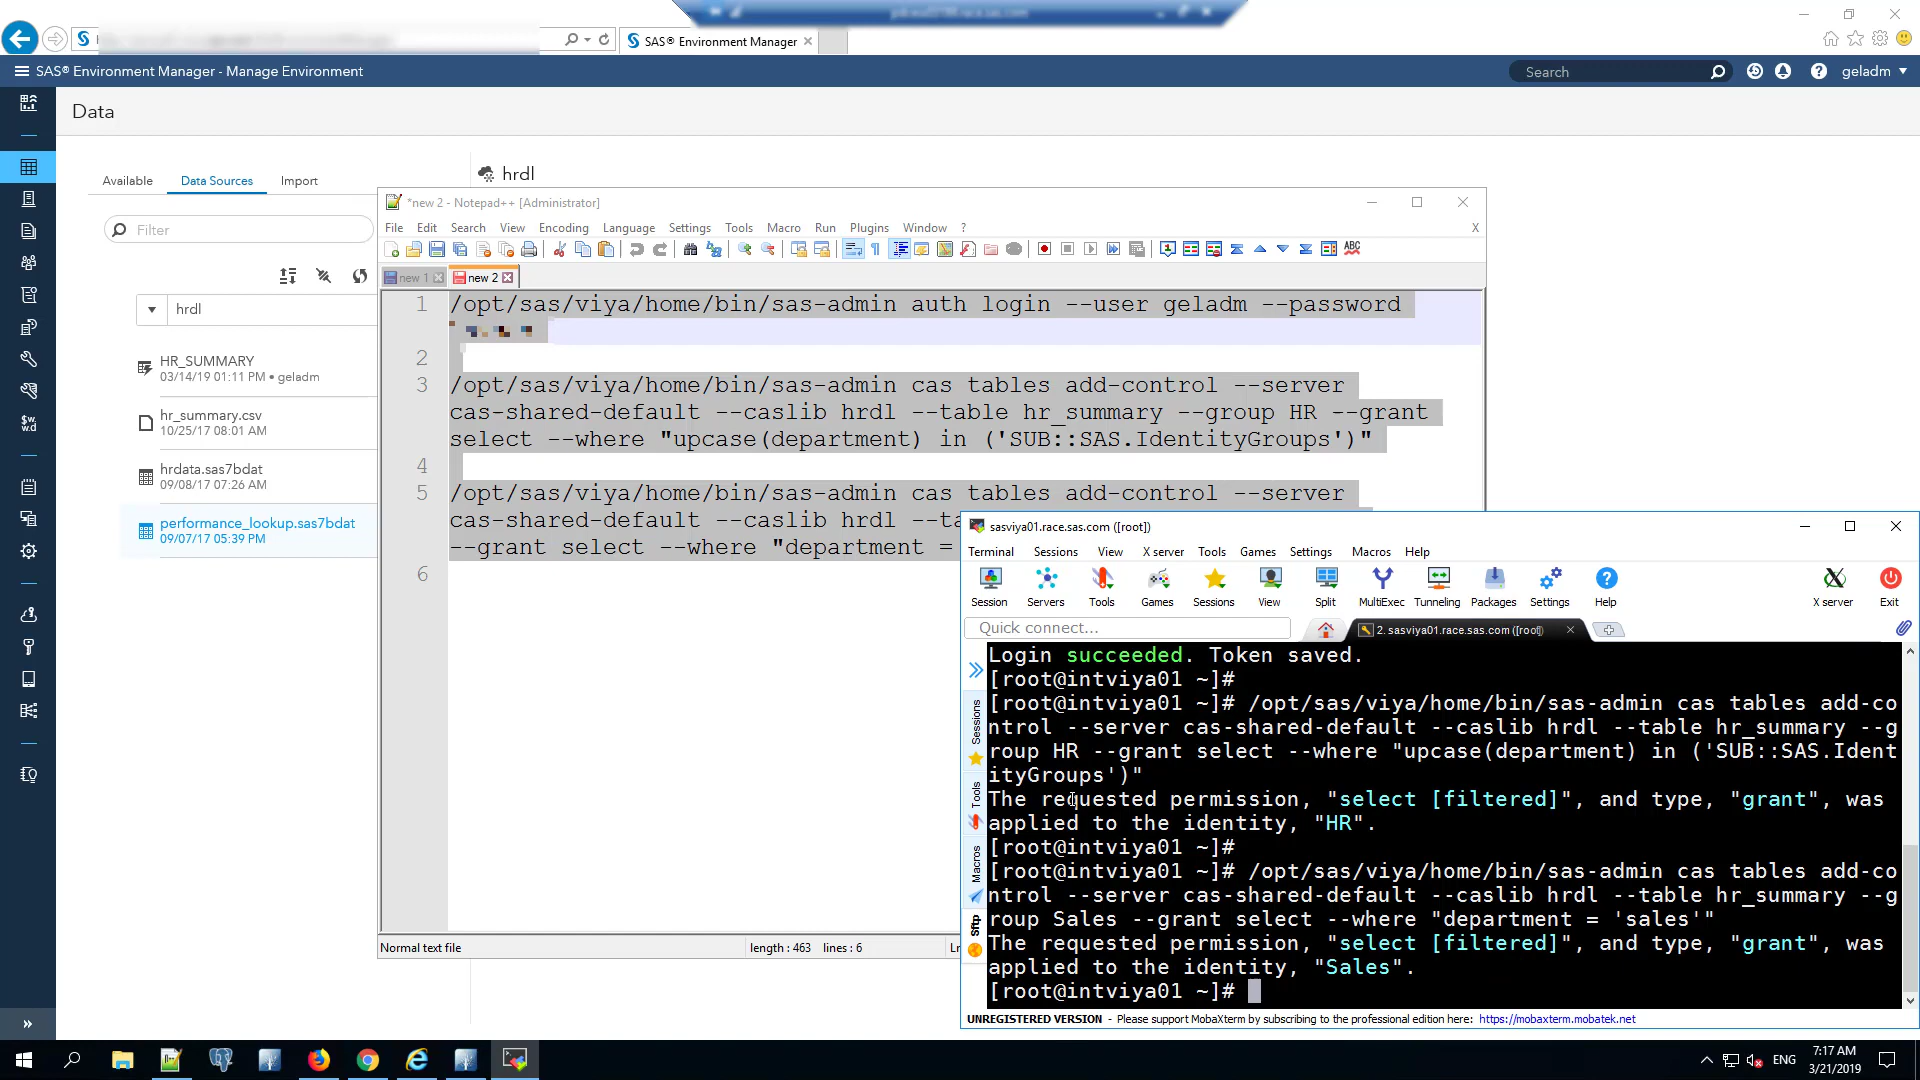 SAS® Environment Manager
SAS® Environment Manager - Manage Environment
Search
geladm
Data
Available
Data Sources
Import
Filter
hrdl
HR_SUMMARY
03/14/19 01:11 PM • geladm
hr_summary.csv
10/25/17 08:01 AM
hrdata.sas7bdat
09/08/17 07:26 AM
performance_lookup.sas7bdat
09/07/17 05:39 PM
hrdl
*new 2 - Notepad++ [Administrator]
File Edit Search View Encoding Language Settings Tools Macro Run Plugins Window ?
X
new 1
new 2
1 /opt/sas/viya/home/bin/sas-admin auth login --user geladm --password
2
3 /opt/sas/viya/home/bin/sas-admin cas tables add-control --server
cas-shared-default --caslib hrdl --table hr_summary --group HR --grant
select --where "upcase(department) in ('SUB::SAS.IdentityGroups')"
4
5 /opt/sas/viya/home/bin/sas-admin cas tables add-control --server
cas-shared-default --caslib hrdl --ta
--grant select --where "department =
6
Normal text file
length : 463 lines : 6
Ln
sasviya01.race.sas.com ([root])
Terminal Sessions View X server Tools Games Settings Macros Help
Session Servers Tools Games Sessions View Split MultiExec Tunneling Packages Settings Help
X server Exit
Quick connect...
2. sasviya01.race.sas.com ([root])
Sessions
Tools
Macros
Sftp
Login succeeded. Token saved.
[root@intviya01 ~]#
[root@intviya01 ~]# /opt/sas/viya/home/bin/sas-admin cas tables add-co
ntrol --server cas-shared-default --caslib hrdl --table hr_summary --g
roup HR --grant select --where "upcase(department) in ('SUB::SAS.Ident
ityGroups')"
The requested permission, "select [filtered]", and type, "grant", was
applied to the identity, "HR".
[root@intviya01 ~]#
[root@intviya01 ~]# /opt/sas/viya/home/bin/sas-admin cas tables add-co
ntrol --server cas-shared-default --caslib hrdl --table hr_summary --g
roup Sales --grant select --where "department = 'sales'"
The requested permission, "select [filtered]", and type, "grant", was
applied to the identity, "Sales".
[root@intviya01 ~]#
UNREGISTERED VERSION - Please support MobaXterm by subscribing to the professional edition here: https://mobaxterm.mobatek.net
ENG
7:17 AM
3/21/2019